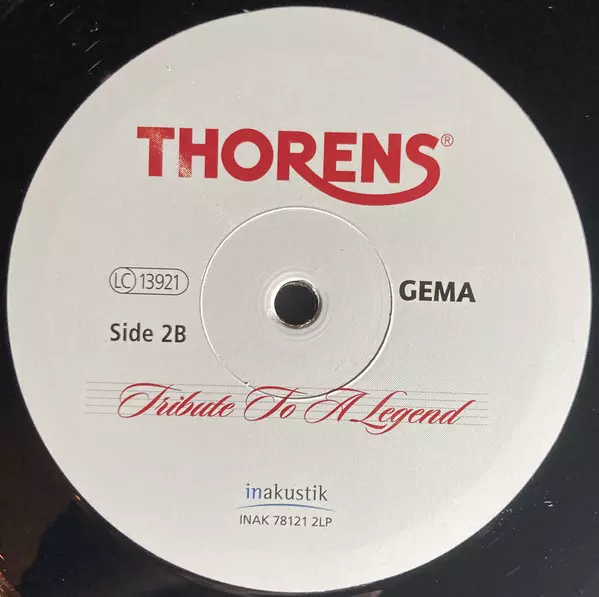 THORENS®
LC 13921
GEMA
Side 2B
Tribute To A Legend
inakustik
INAK 78121 2LP